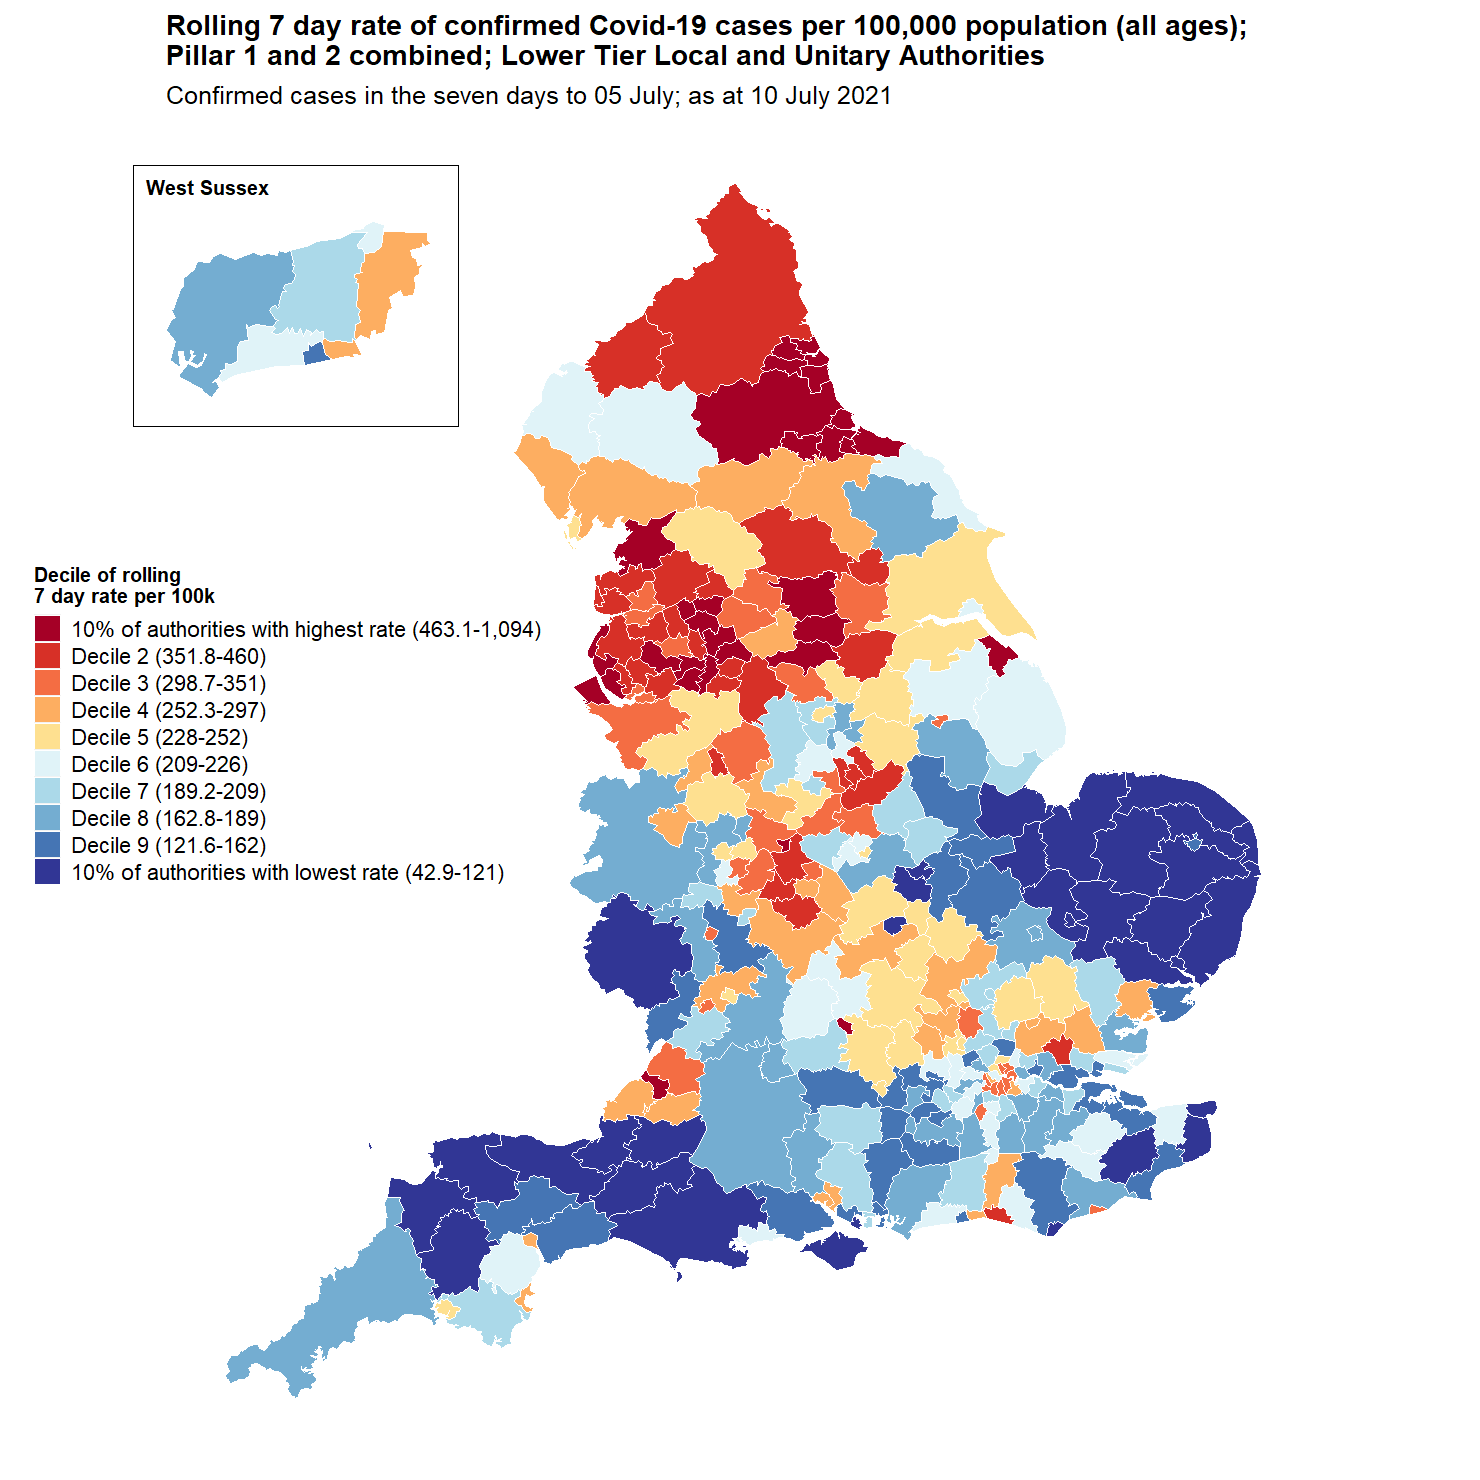 Rolling 7 day rate of confirmed Covid-19 cases per 100,000 population (all ages);
Pillar 1 and 2 combined; Lower Tier Local and Unitary Authorities
Confirmed cases in the seven days to 05 July; as at 10 July 2021
West Sussex
Decile of rolling
7 day rate per 100k
10% of authorities with highest rate (463.1-1,094)
Decile 2 (351.8-460)
Decile 3 (298.7-351)
Decile 4 (252.3-297)
Decile 5 (228-252)
Decile 6 (209-226)
Decile 7 (189.2-209)
Decile 8 (162.8-189)
Decile 9 (121.6-162)
10% of authorities with lowest rate (42.9-121)